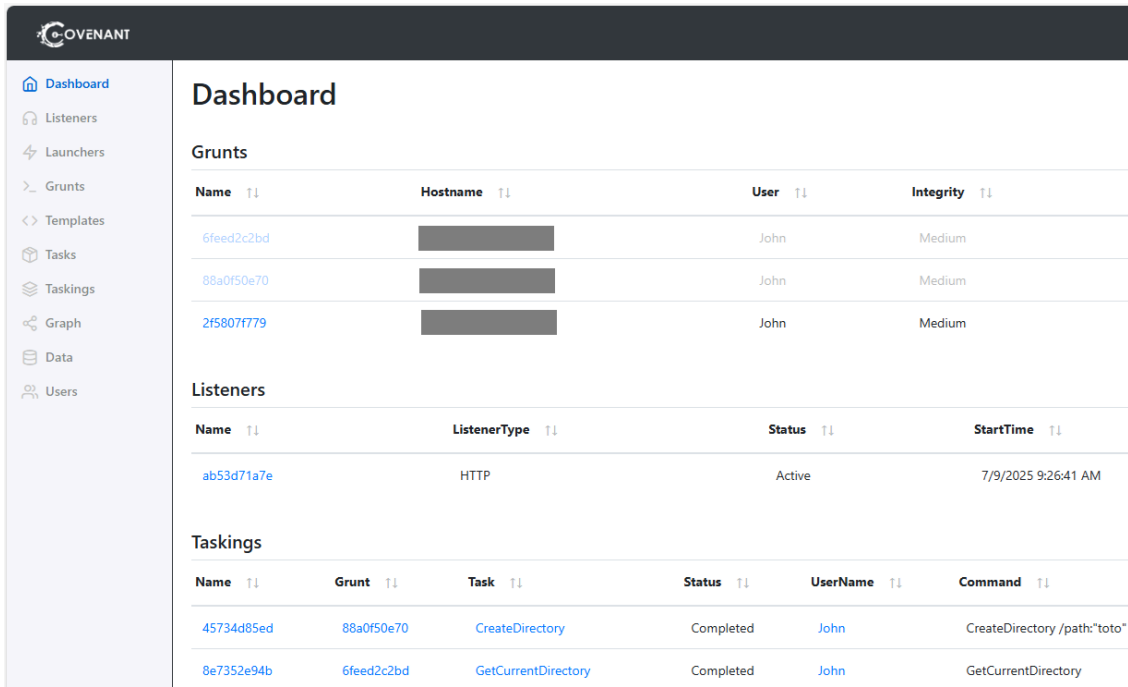 COVENANT
Dashboard
Listeners
Launchers
Grunts
Templates
Tasks
Taskings
Graph
Data
Users
Dashboard
Grunts
Name Hostname User Integrity
6feed2c2bd John Medium
88a0f50e70 John Medium
2f5807f779 John Medium
Listeners
Name ListenerType Status StartTime
ab53d71a7e HTTP Active 7/9/2025 9:26:41 AM
Taskings
Name Grunt Task Status UserName Command
45734d85ed 88a0f50e70 CreateDirectory Completed John CreateDirectory /path:"toto"
8e7352e94b 6feed2c2bd GetCurrentDirectory Completed John GetCurrentDirectory